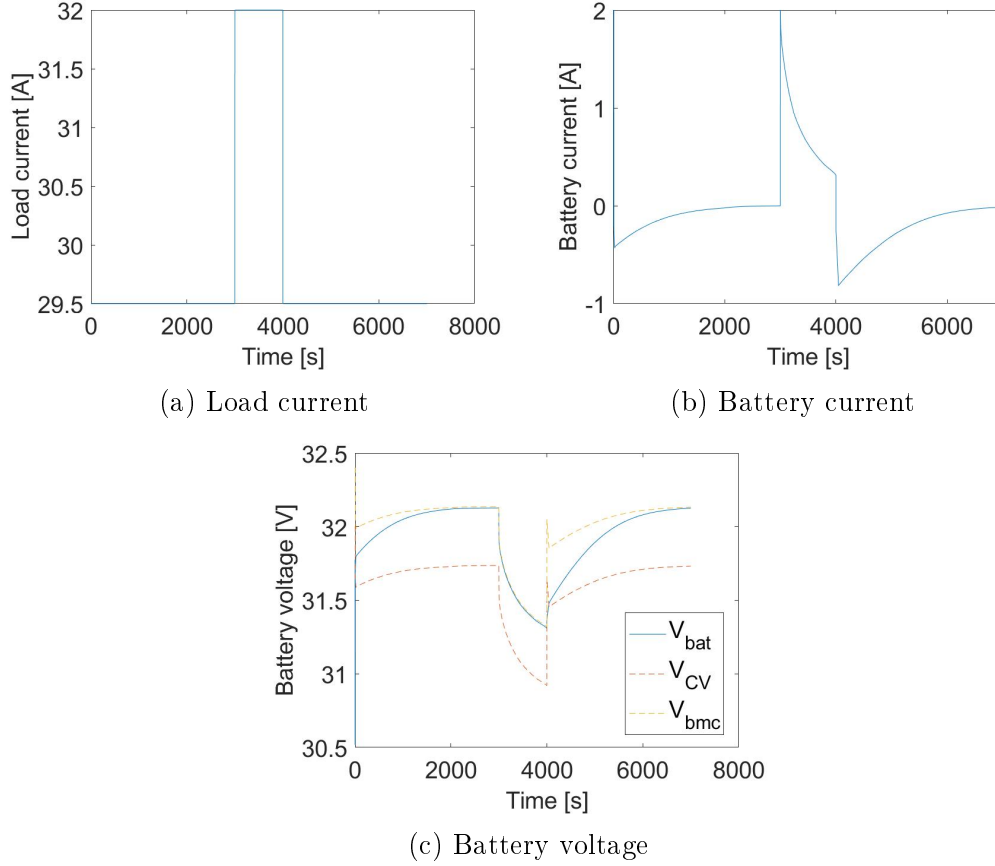 32
31.5
31
30.5
30
29.5
Load current [A]
0 2000 4000 6000 8000
Time [s]
(a) Load current
2
1
0
-1
Battery current [A]
0 2000 4000 6000
Time [s]
(b) Battery current
32.5
32
31.5
31
30.5
Battery voltage [V]
V_bat
V_CV
V_bmc
0 2000 4000 6000 8000
Time [s]
(c) Battery voltage